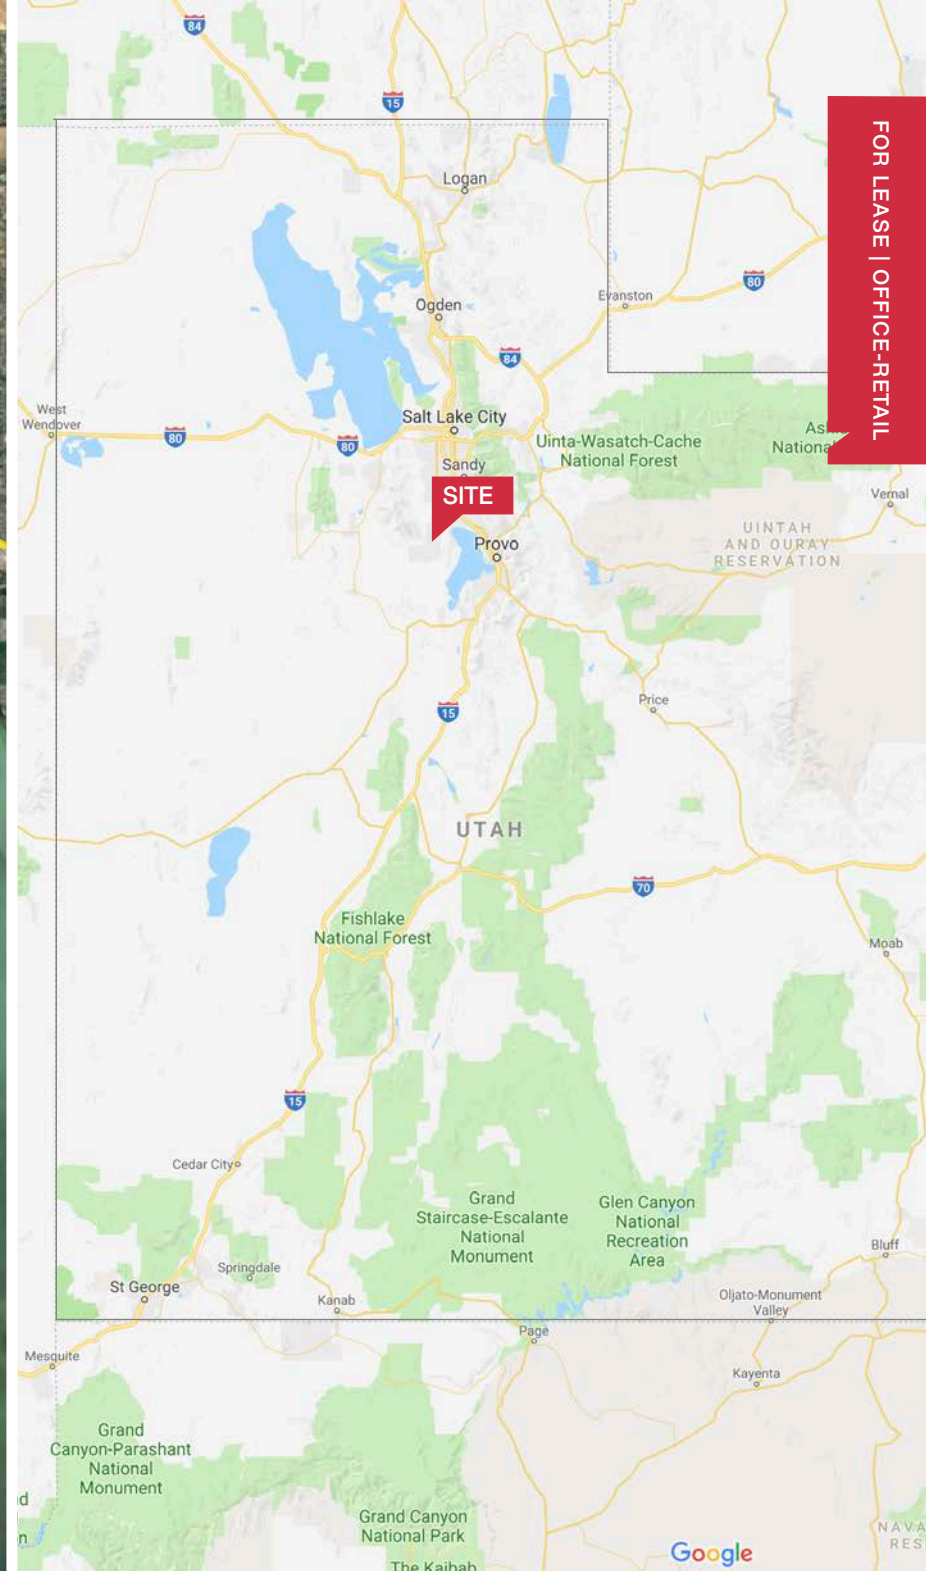 84
15
FOR LEASE | OFFICE-RETAIL
Logan
80
Evanston
Ogden
84
West
Wendover
80
80
Salt Lake City
Uinta-Wasatch-Cache
National Forest
National
Sandy
SITE
Vernal
UINTAH
AND OURAY
RESERVATION
Provo
Price
15
UTAH
70
Fishlake
National Forest
Moab
15
Cedar City
Grand
Staircase-Escalante
National
Monument
Glen Canyon
National
Recreation
Area
Bluff
Springdale
St George
Kanab
Oljato-Monument
Valley
Page
Mesquite
Kayenta
Grand
Canyon-Parashant
National
Monument
Grand Canyon
National Park
The Kaibab
Google